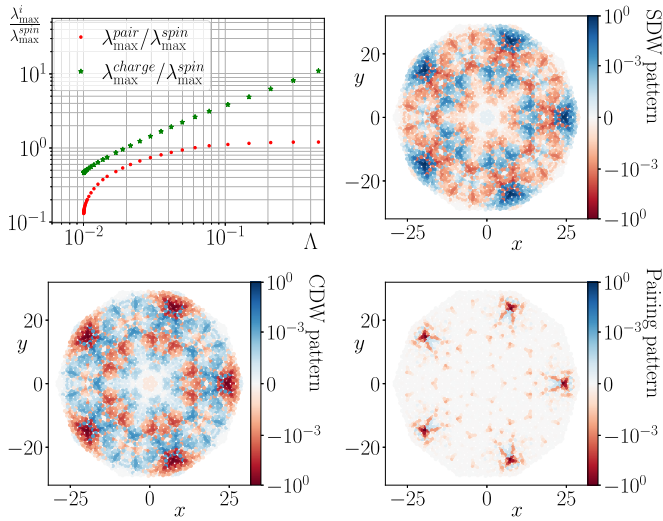 λ^i_max / λ^spin_max
10^1
10^0
10^−1
10^−2
10^−1
Λ
λ^pair_max/λ^spin_max
λ^charge_max/λ^spin_max
20
0
−20
y
−25
0
25
x
10^0
10^−3
−10^−3
−10^0
SDW pattern
20
0
−20
y
−25
0
25
x
10^0
10^−3
−10^−3
−10^0
CDW pattern
20
0
−20
y
−25
0
25
x
10^0
10^−3
−10^−3
−10^0
Pairing pattern